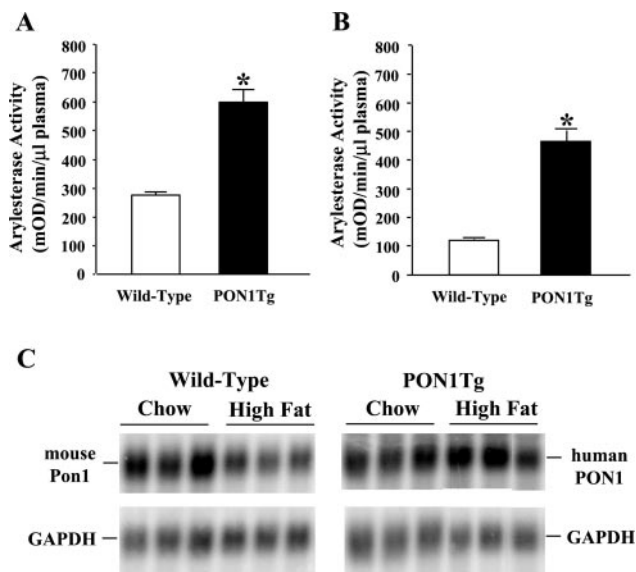 A
B
Arylesterase Activity
(mOD/min/µl plasma)
800
700
600
500
400
300
200
100
0
*
Wild-Type
PON1Tg
Arylesterase Activity
(mOD/min/µl plasma)
800
700
600
500
400
300
200
100
0
*
Wild-Type
PON1Tg
C
Wild-Type
PON1Tg
Chow
High Fat
Chow
High Fat
mouse
Pon1
human
PON1
GAPDH
GAPDH